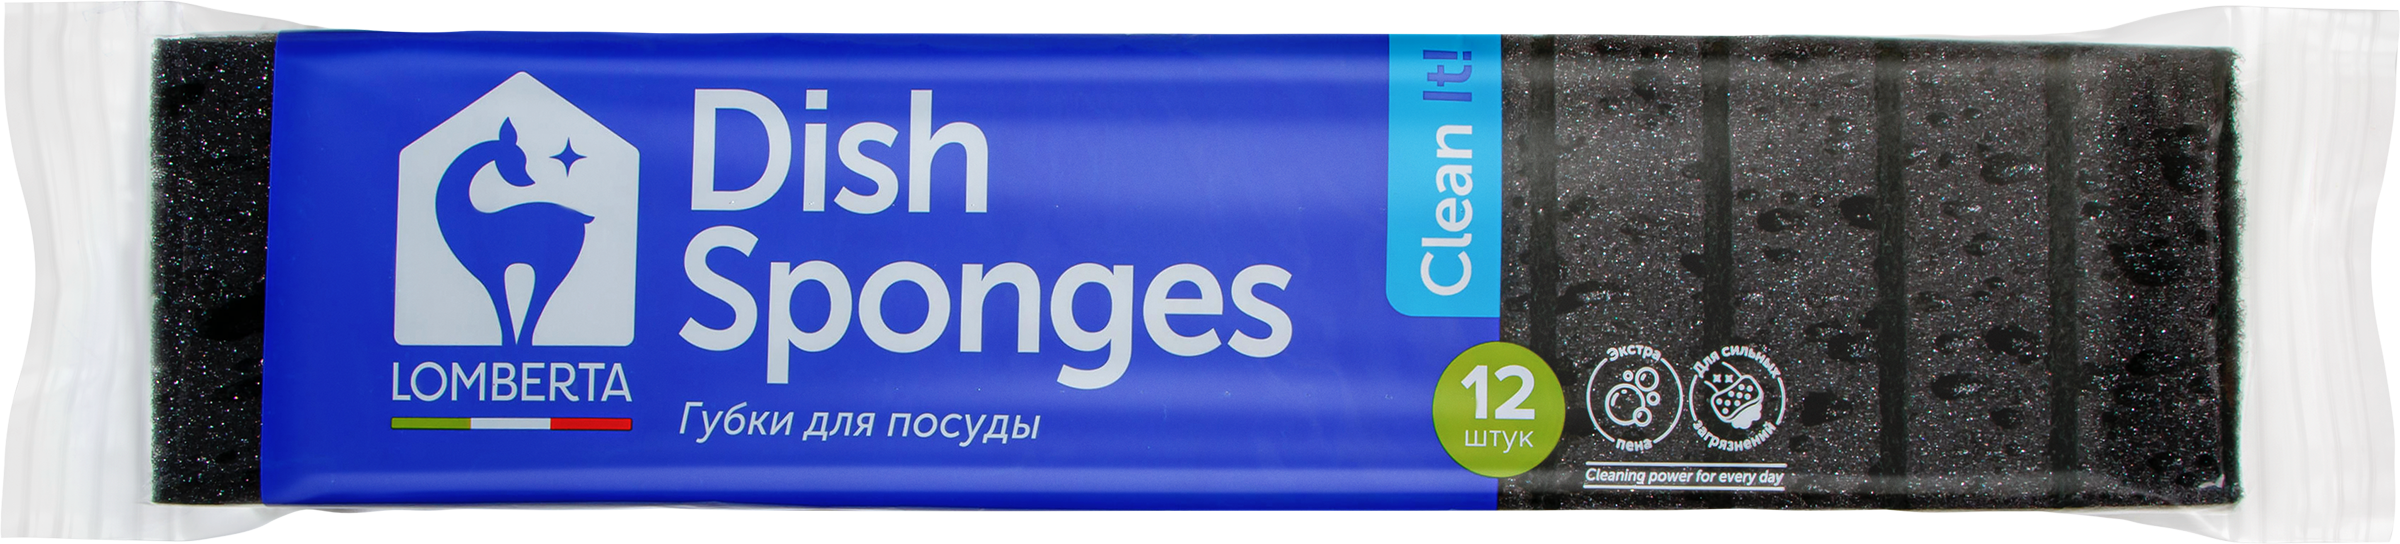 LOMBERTA
Dish
Sponges
Губки для посуды
Clean It!
12
штук
Экстра
пена
Для сильных
загрязнений
Cleaning power for every day